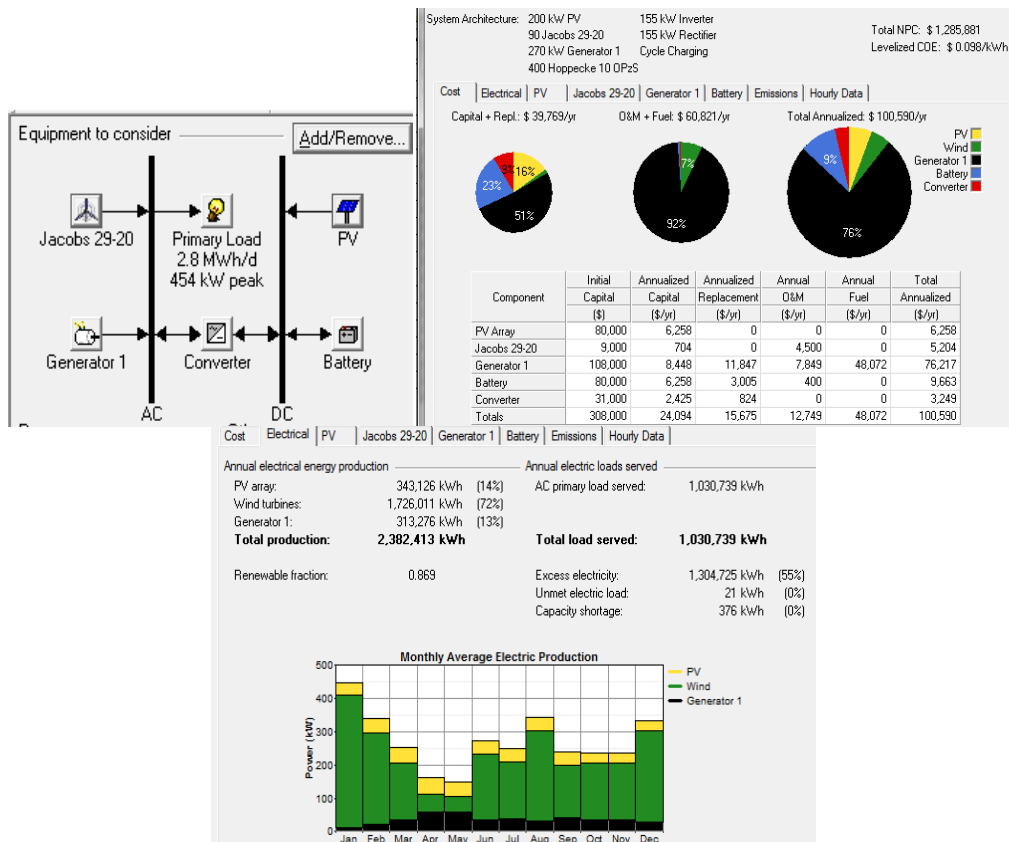 System Architecture: 200 kW PV 155 kW Inverter
90 Jacobs 29-20 155 kW Rectifier
270 kW Generator 1 Cycle Charging
400 Hoppecke 10 OPzS
Total NPC: $ 1,285,881
Levelized COE: $ 0.098/kWh
Cost Electrical PV Jacobs 29-20 Generator 1 Battery Emissions Hourly Data
Capital + Repl.: $ 39,769/yr O&M + Fuel: $ 60,821/yr Total Annualized: $ 100,590/yr
PV
Wind
Generator 1
Battery
Converter
16%
23%
51%
7%
92%
9%
76%
Component Initial Capital ($) Annualized Capital ($/yr) Annualized Replacement ($/yr) Annual O&M ($/yr) Annual Fuel ($/yr) Total Annualized ($/yr)
PV Array 80,000 6,258 0 0 0 6,258
Jacobs 29-20 9,000 704 0 4,500 0 5,204
Generator 1 108,000 8,448 11,847 7,849 48,072 76,217
Battery 80,000 6,258 3,005 400 0 9,663
Converter 31,000 2,425 824 0 0 3,249
Totals 308,000 24,094 15,675 12,749 48,072 100,590
Equipment to consider Add/Remove...
Jacobs 29-20
Primary Load
2.8 MWh/d
454 kW peak
PV
Generator 1
Converter
Battery
AC DC
Cost Electrical PV Jacobs 29-20 Generator 1 Battery Emissions Hourly Data
Annual electrical energy production Annual electric loads served
PV array: 343,126 kWh (14%) AC primary load served: 1,030,739 kWh
Wind turbines: 1,726,011 kWh (72%)
Generator 1: 313,276 kWh (13%)
Total production: 2,382,413 kWh Total load served: 1,030,739 kWh
Renewable fraction: 0.869 Excess electricity: 1,304,725 kWh (55%)
Unmet electric load: 21 kWh (0%)
Capacity shortage: 376 kWh (0%)
Monthly Average Electric Production
PV
Wind
Generator 1
Power (kW)
500
400
300
200
100
0
Jan Feb Mar Apr May Jun Jul Aug Sep Oct Nov Dec